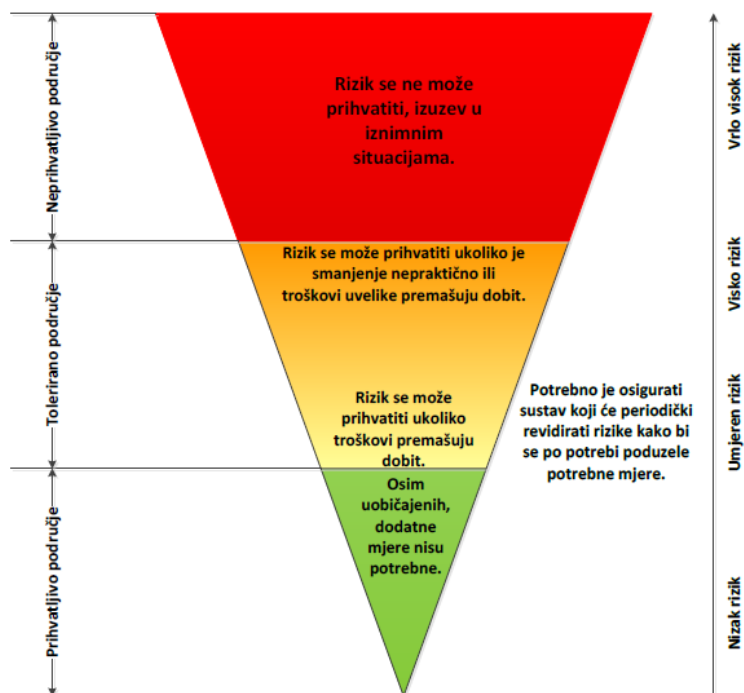 Neprihvatljivo područje
Rizik se ne može
prihvatiti, izuzev u
iznimnim
situacijama.
Vrlo visok rizik
Tolerirano područje
Rizik se može prihvatiti ukoliko je
smanjenje nepraktično ili
troškovi uvelike premašuju dobit.
Visko rizik
Rizik se može
prihvatiti ukoliko
troškovi premašuju
dobit.
Potrebno je osigurati
sustav koji će periodički
revidirati rizike kako bi
se po potrebi poduzele
potrebne mjere.
Umjeren rizik
Prihvatljivo područje
Osim
uobičajenih,
dodatne
mjere nisu
potrebne.
Nizak rizik